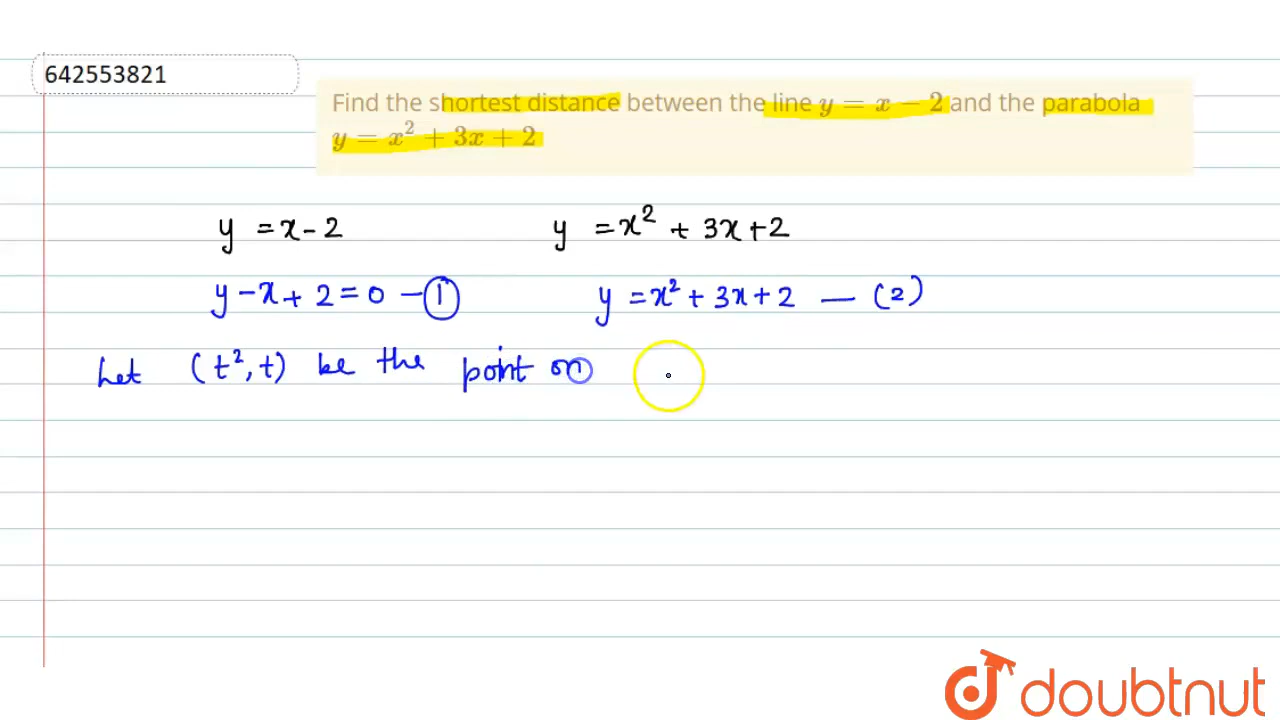 642553821
Find the shortest distance between the line y = x − 2 and the parabola
y = x² + 3x + 2
y = x - 2 y = x² + 3x + 2
y - x + 2 = 0 - ① y = x² + 3x + 2 — (2)
Let (t², t) be the point on
doubtnut